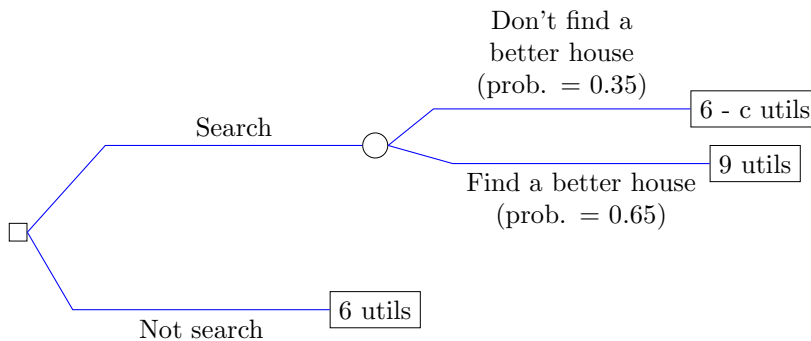 Don't find a
better house
(prob. = 0.35)
6 - c utils
Search
9 utils
Find a better house
(prob. = 0.65)
6 utils
Not search